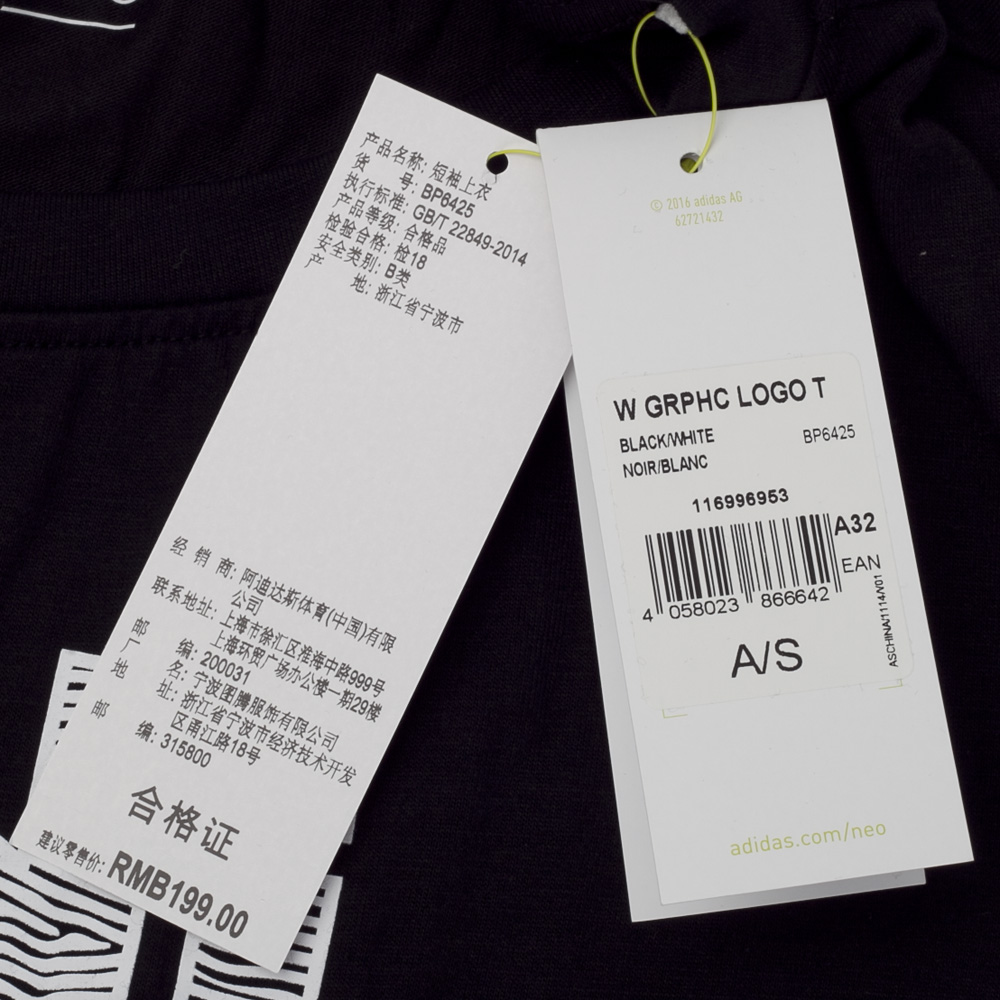 产品名称: 短袖上衣
货 号: BP6425
执行标准: GB/T 22849-2014
产品等级: 合格品
检验合格: 检18
安全类别: B类
产 地: 浙江省宁波市
经 销 商: 阿迪达斯体育(中国)有限
公司
联系地址: 上海市徐汇区淮海中路999号
上海环贸广场办公楼一期29楼
邮 编: 200031
厂 名: 宁波图腾服饰有限公司
地 址: 浙江省宁波市经济技术开发
区甬江路18号
邮 编: 315800
合格证
建议零售价: RMB199.00
© 2016 adidas AG
62721432
W GRPHC LOGO T
BLACK/WHITE BP6425
NOIR/BLANC
116996953
A32
EAN
4 058023 866642
ASCHINA/1114/V01
A/S
adidas.com/neo